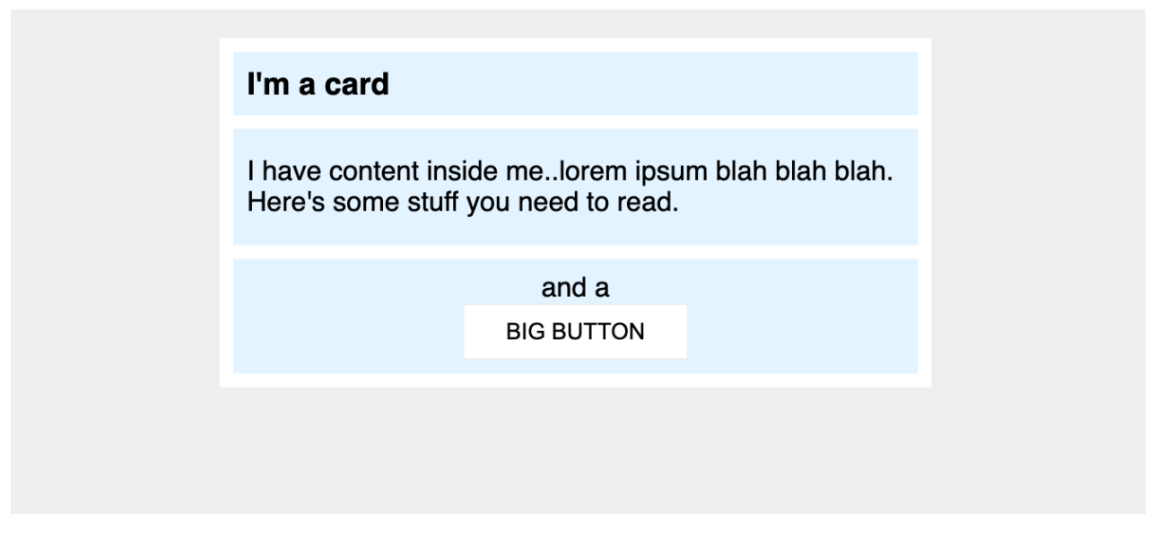 I'm a card
I have content inside me..lorem ipsum blah blah blah.
Here's some stuff you need to read.
and a
BIG BUTTON